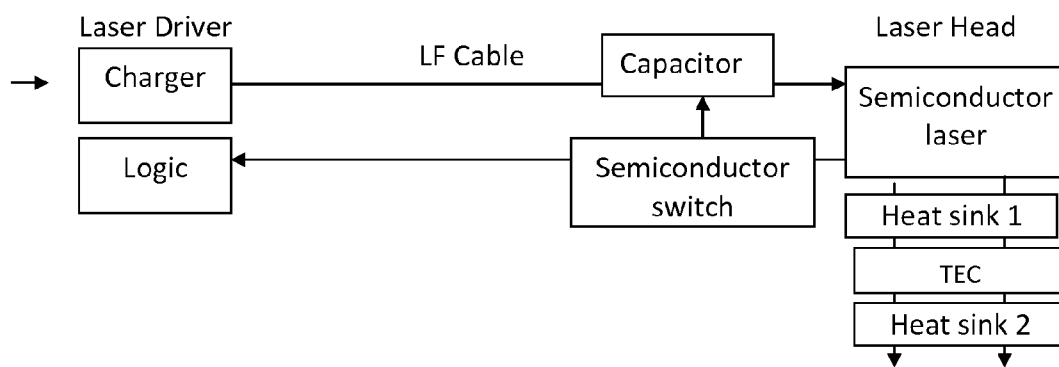 Laser Driver
Laser Head
Charger
LF Cable
Capacitor
Semiconductor
laser
Logic
Semiconductor
switch
Heat sink 1
TEC
Heat sink 2